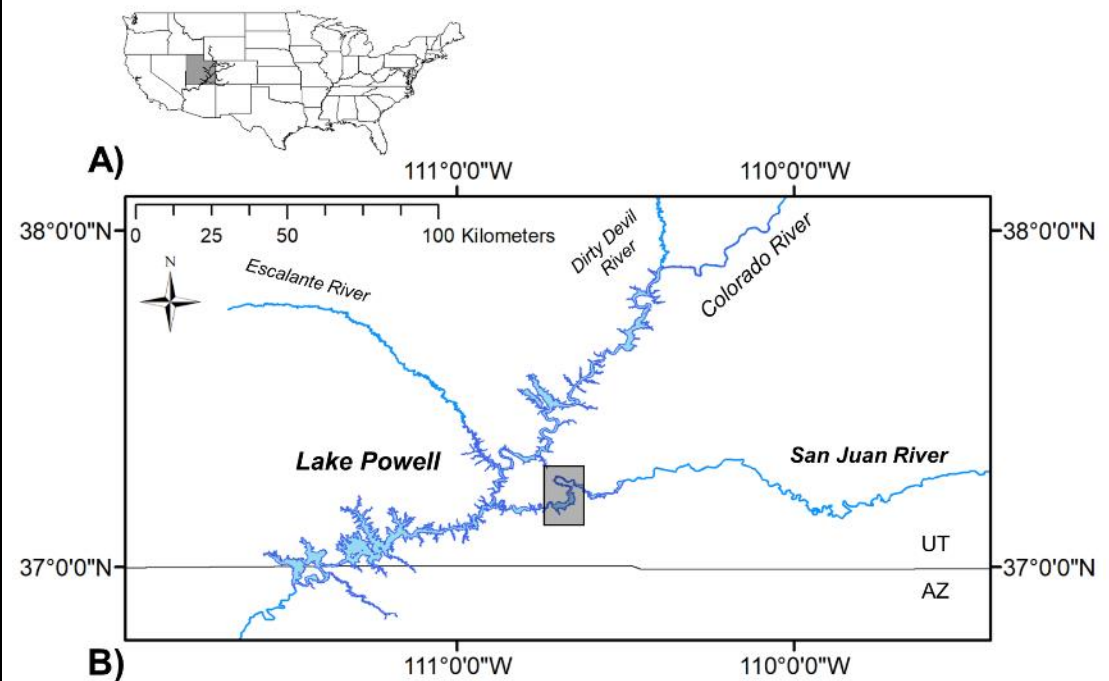 A)
111°0'0"W
110°0'0"W
38°0'0"N
38°0'0"N
0 25 50 100 Kilometers
N
Escalante River
Dirty Devil
River
Colorado River
Lake Powell
San Juan River
UT
37°0'0"N
37°0'0"N
AZ
B)
111°0'0"W
110°0'0"W